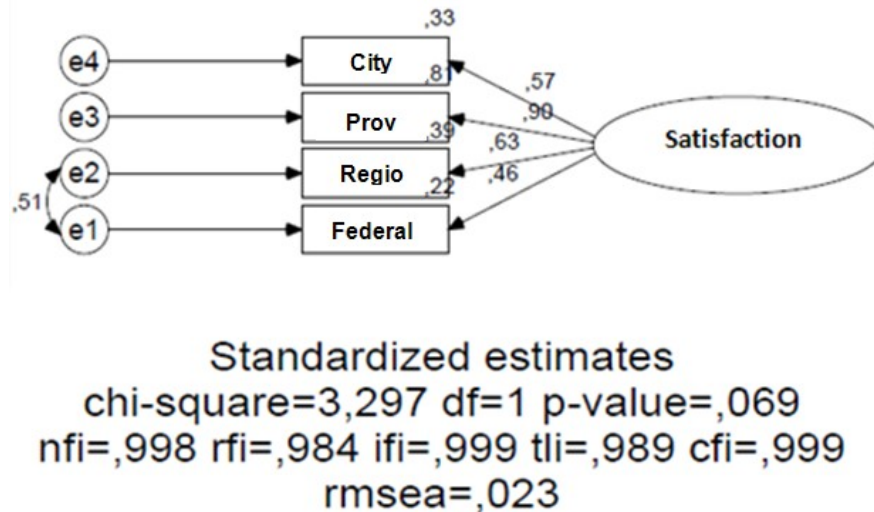 ,33
e4 City
,81 ,57
e3 Prov ,90
,39 ,63 Satisfaction
e2 Regio
,22 ,46
,51
e1 Federal
Standardized estimates
chi-square=3,297 df=1 p-value=,069
nfi=,998 rfi=,984 ifi=,999 tli=,989 cfi=,999
rmsea=,023